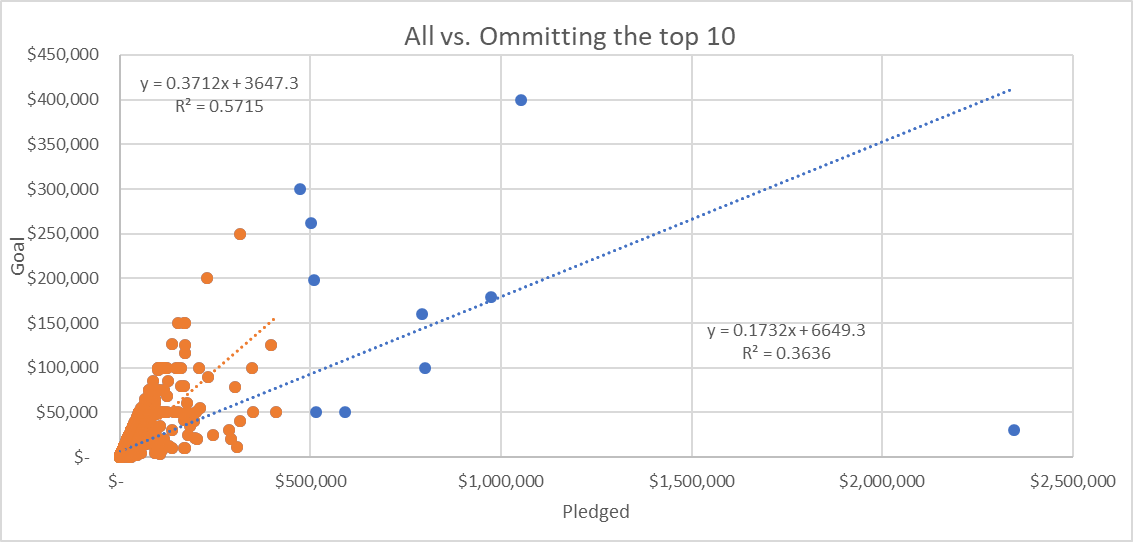 All vs. Ommitting the top 10
$450,000
$400,000
$350,000
$300,000
$250,000
$200,000
$150,000
$100,000
$50,000
$-
Goal
y = 0.3712x + 3647.3
R² = 0.5715
y = 0.1732x + 6649.3
R² = 0.3636
$- $500,000 $1,000,000 $1,500,000 $2,000,000 $2,500,000
Pledged